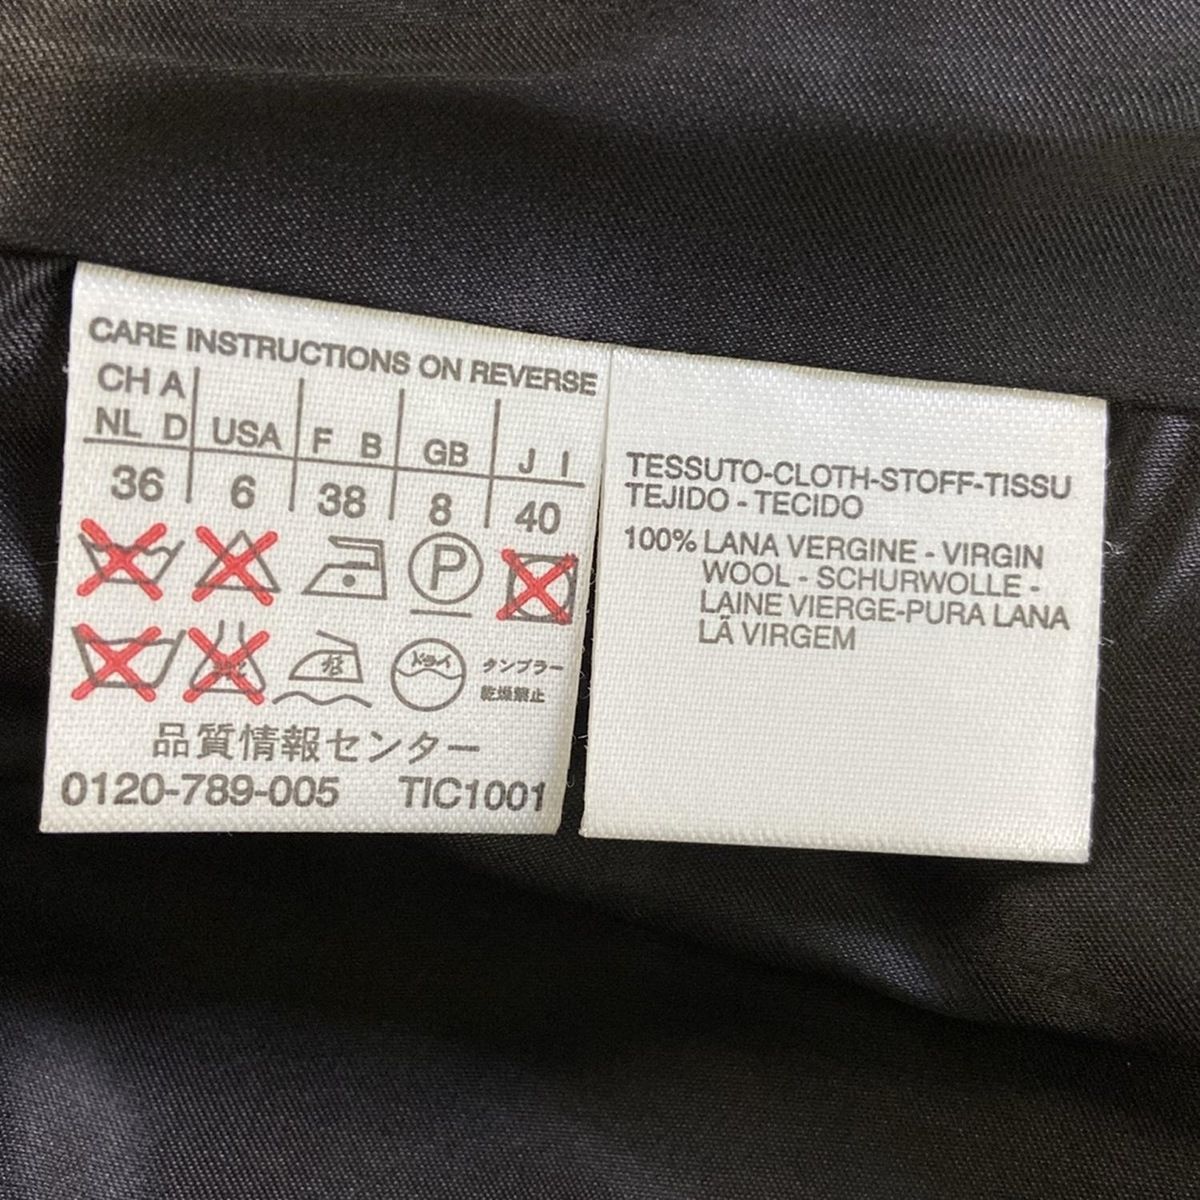 CARE INSTRUCTIONS ON REVERSE
CH A
NL D USA F B GB J I
36 6 38 8 40
P
低 ドライ タンブラー
乾燥禁止
品質情報センター
0120-789-005 TIC1001
TESSUTO-CLOTH-STOFF-TISSU
TEJIDO - TECIDO
100% LANA VERGINE - VIRGIN
WOOL - SCHURWOLLE -
LAINE VIERGE-PURA LANA
LÃ VIRGEM